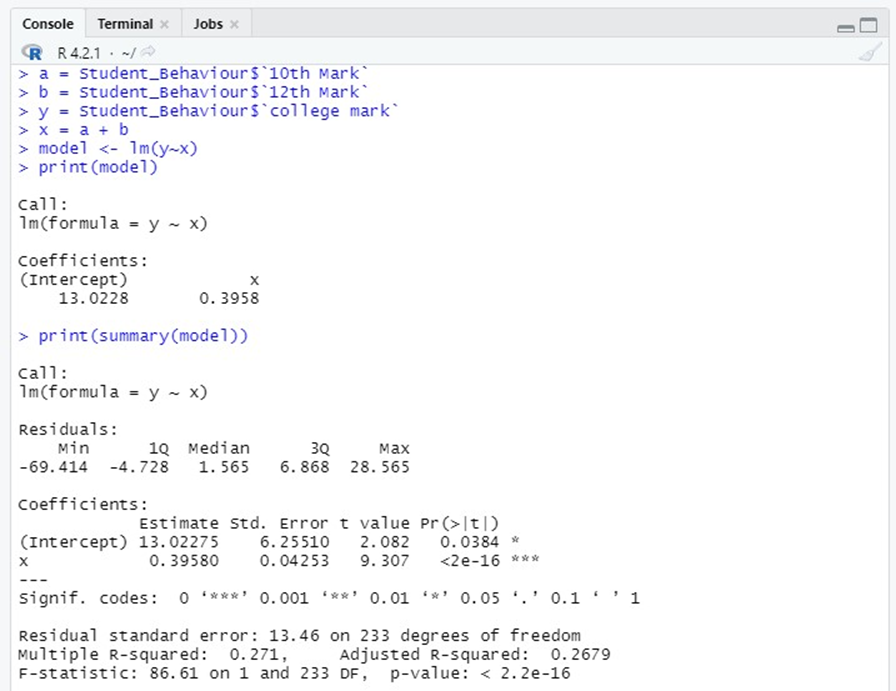 Console Terminal × Jobs ×
R R 4.2.1 · ~/
> a = Student_Behaviour$`10th Mark`
> b = Student_Behaviour$`12th Mark`
> y = Student_Behaviour$`college mark`
> x = a + b
> model <- lm(y~x)
> print(model)

Call:
lm(formula = y ~ x)

Coefficients:
(Intercept)            x
    13.0228       0.3958

> print(summary(model))

Call:
lm(formula = y ~ x)

Residuals:
    Min      1Q  Median      3Q     Max
-69.414  -4.728   1.565   6.868  28.565

Coefficients:
            Estimate Std. Error t value Pr(>|t|)
(Intercept) 13.02275    6.25510   2.082   0.0384 *
x            0.39580    0.04253   9.307   <2e-16 ***
---
Signif. codes:  0 ‘***’ 0.001 ‘**’ 0.01 ‘*’ 0.05 ‘.’ 0.1 ‘ ’ 1

Residual standard error: 13.46 on 233 degrees of freedom
Multiple R-squared:  0.271,	Adjusted R-squared:  0.2679
F-statistic: 86.61 on 1 and 233 DF,  p-value: < 2.2e-16